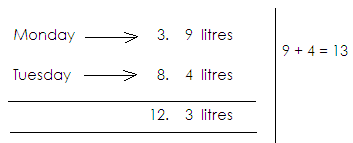 Monday 3. 9 litres
9 + 4 = 13
Tuesday 8. 4 litres
12. 3 litres